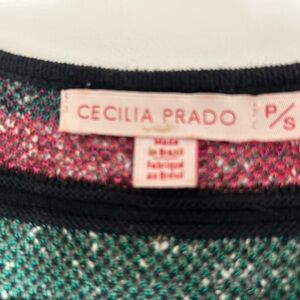 CECILIA PRADO
P/S
Made
in Brazil
Fabriqué
au Brésil